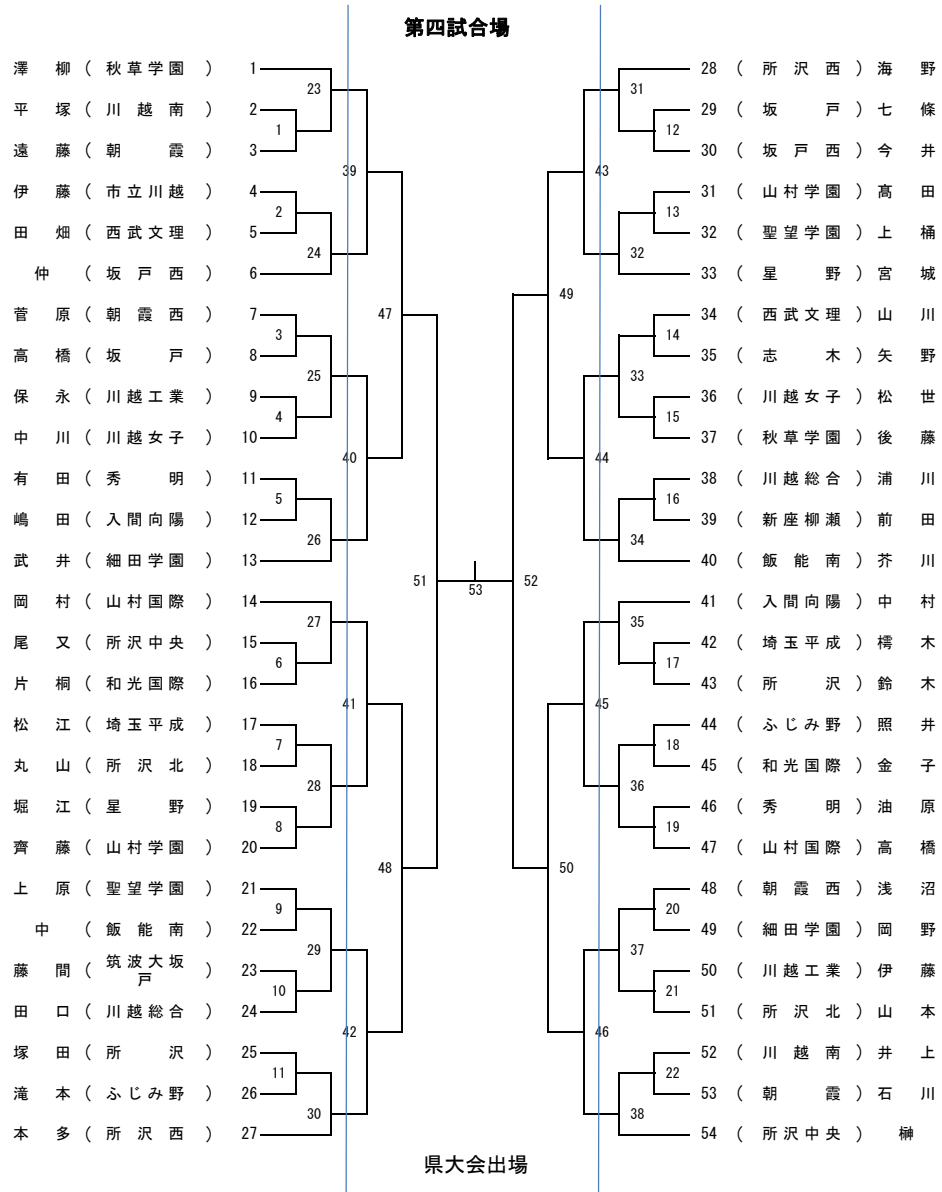 第四試合場
澤 柳 ( 秋草学園 ) 1
平 塚 ( 川 越 南 ) 2
遠 藤 ( 朝 霞 ) 3
伊 藤 ( 市立川越 ) 4
田 畑 ( 西武文理 ) 5
仲 ( 坂 戸 西 ) 6
菅 原 ( 朝 霞 西 ) 7
高 橋 ( 坂 戸 ) 8
保 永 ( 川越工業 ) 9
中 川 ( 川越女子 ) 10
有 田 ( 秀 明 ) 11
嶋 田 ( 入間向陽 ) 12
武 井 ( 細田学園 ) 13
岡 村 ( 山村国際 ) 14
尾 又 ( 所沢中央 ) 15
片 桐 ( 和光国際 ) 16
松 江 ( 埼玉平成 ) 17
丸 山 ( 所 沢 北 ) 18
堀 江 ( 星 野 ) 19
齊 藤 ( 山村学園 ) 20
上 原 ( 聖望学園 ) 21
中 ( 飯 能 南 ) 22
藤 間 ( 筑波大坂戸 ) 23
田 口 ( 川越総合 ) 24
塚 田 ( 所 沢 ) 25
滝 本 ( ふじみ野 ) 26
本 多 ( 所 沢 西 ) 27
1
2
3
4
5
6
7
8
9
10
11
23
24
25
26
27
28
29
30
39
40
41
42
47
48
51
53
52
49
50
43
44
45
46
31
32
33
34
35
36
37
38
12
13
14
15
16
17
18
19
20
21
22
28 ( 所 沢 西 ) 海 野
29 ( 坂 戸 ) 七 條
30 ( 坂 戸 西 ) 今 井
31 ( 山村学園 ) 髙 田
32 ( 聖望学園 ) 上 桶
33 ( 星 野 ) 宮 城
34 ( 西武文理 ) 山 川
35 ( 志 木 ) 矢 野
36 ( 川越女子 ) 松 世
37 ( 秋草学園 ) 後 藤
38 ( 川越総合 ) 浦 川
39 ( 新座柳瀬 ) 前 田
40 ( 飯 能 南 ) 芥 川
41 ( 入間向陽 ) 中 村
42 ( 埼玉平成 ) 樗 木
43 ( 所 沢 ) 鈴 木
44 ( ふじみ野 ) 照 井
45 ( 和光国際 ) 金 子
46 ( 秀 明 ) 油 原
47 ( 山村国際 ) 高 橋
48 ( 朝 霞 西 ) 浅 沼
49 ( 細田学園 ) 岡 野
50 ( 川越工業 ) 伊 藤
51 ( 所 沢 北 ) 山 本
52 ( 川 越 南 ) 井 上
53 ( 朝 霞 ) 石 川
54 ( 所沢中央 ) 榊
県大会出場